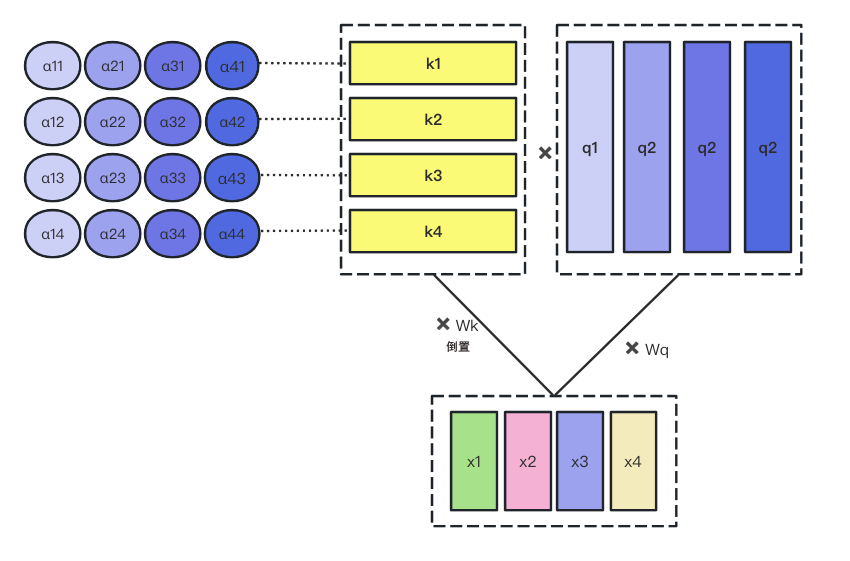 α11 α21 α31 α41 k1
α12 α22 α32 α42 k2
α13 α23 α33 α43 k3
α14 α24 α34 α44 k4
× q1 q2 q2 q2
× Wk
倒置
× Wq
x1 x2 x3 x4